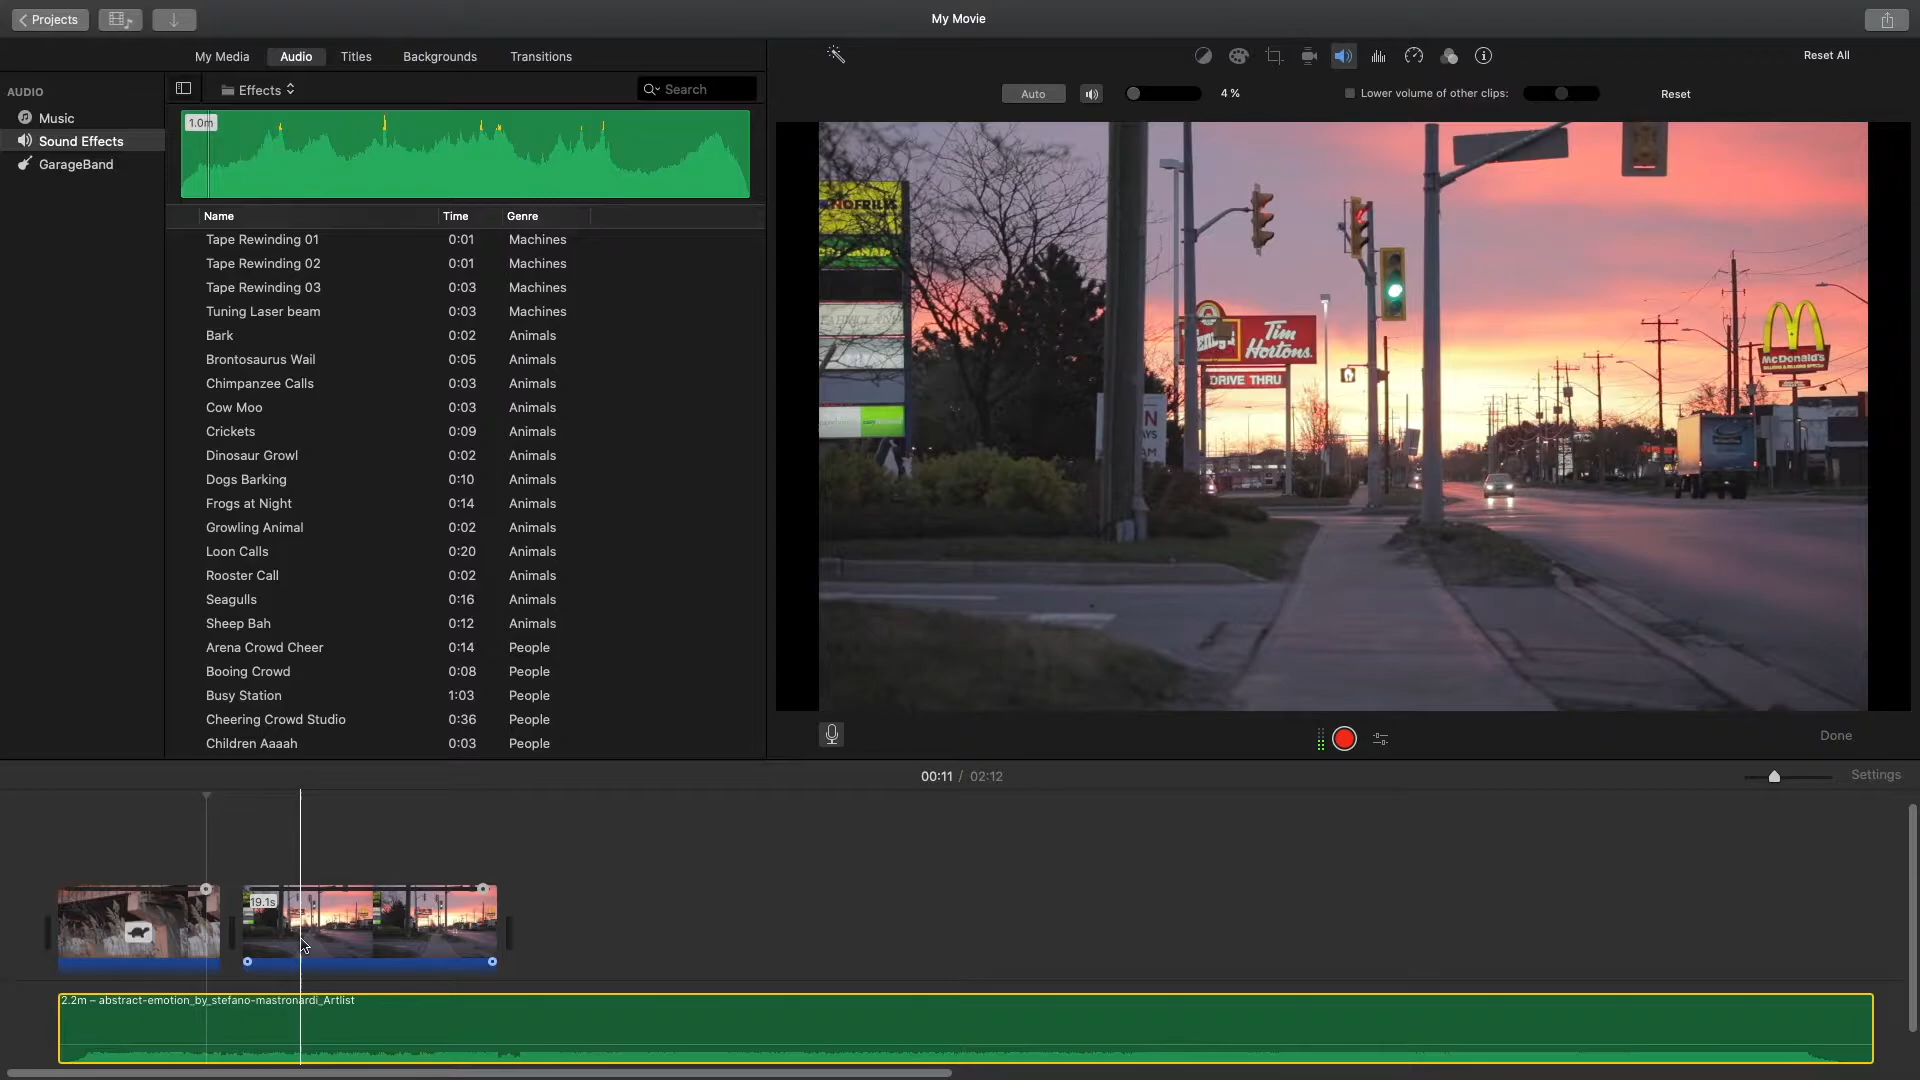 Projects
My Movie
My Media
Audio
Titles
Backgrounds
Transitions
Reset All
AUDIO
Music
Sound Effects
GarageBand
Effects
Search
Auto
4 %
Lower volume of other clips:
Reset
1.0m
Name Time Genre
Tape Rewinding 01 0:01 Machines
Tape Rewinding 02 0:01 Machines
Tape Rewinding 03 0:03 Machines
Tuning Laser beam 0:03 Machines
Bark 0:02 Animals
Brontosaurus Wail 0:05 Animals
Chimpanzee Calls 0:03 Animals
Cow Moo 0:03 Animals
Crickets 0:09 Animals
Dinosaur Growl 0:02 Animals
Dogs Barking 0:10 Animals
Frogs at Night 0:14 Animals
Growling Animal 0:02 Animals
Loon Calls 0:20 Animals
Rooster Call 0:02 Animals
Seagulls 0:16 Animals
Sheep Bah 0:12 Animals
Arena Crowd Cheer 0:14 People
Booing Crowd 0:08 People
Busy Station 1:03 People
Cheering Crowd Studio 0:36 People
Children Aaaah 0:03 People
NOFRILLS
Tim
Hortons.
DRIVE THRU
McDonald's
Done
00:11 / 02:12
Settings
19.1s
2.2m – abstract-emotion_by_stefano-mastronardi_Artlist